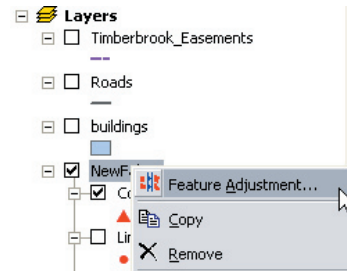 Layers
Timberbrook_Easements
Roads
buildings
Feature Adjustment...
Copy
Remove